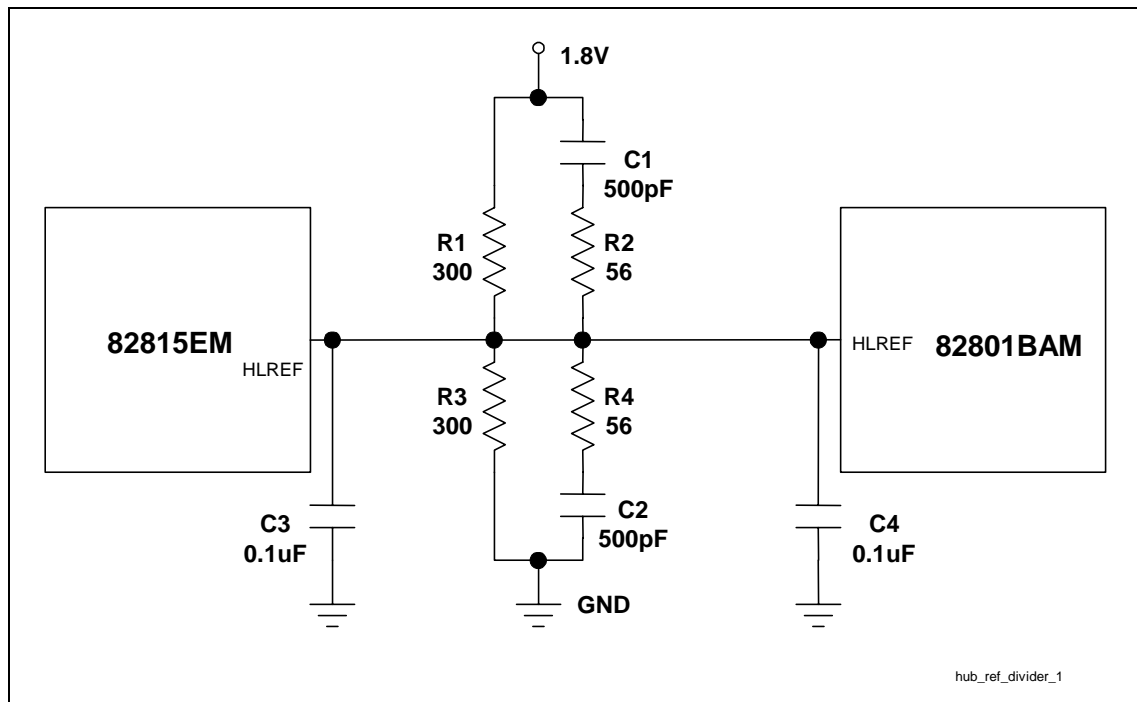 1.8V
C1
500pF
R1
300
R2
56
82815EM
HLREF
HLREF
82801BAM
R3
300
R4
56
C3
0.1uF
C2
500pF
C4
0.1uF
GND
hub_ref_divider_1